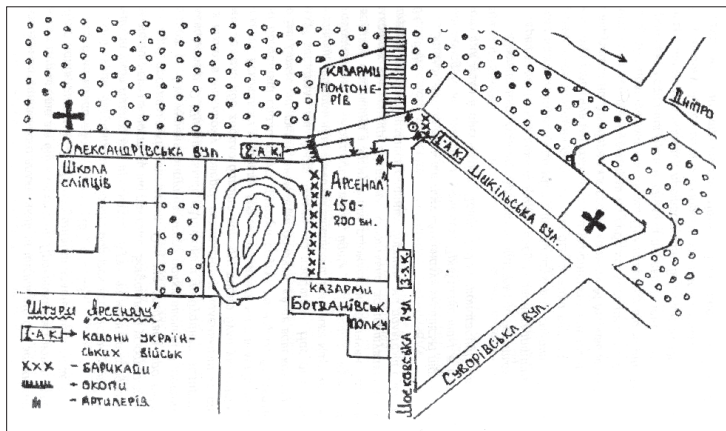 КАЗАРМИ
ПОНТОНЕ-
РІВ
ДНІПРО
ОЛЕКСАНДРІВСЬКА ВУЛ.
2-А К.
1-А К.
ШКОЛА
СЛІПЦІВ
"АРСЕНАЛ"
150-
200 ВН.
ВУЛ.
3-Я К.
КАЗАРМИ
БОГДАНІВСЬК
ПОЛКУ
МОСКОВСЬКА ВУЛ
СУВОРІВСЬКА ВУЛ.
ШТУРМ "АРСЕНАЛУ"
1-А К. - КОЛОНИ УКРАЇН-
СЬКИХ ВІЙСЬК
ХХХ - БАРИКАДИ
- ОКОПИ
- АРТИЛЕРІЯ